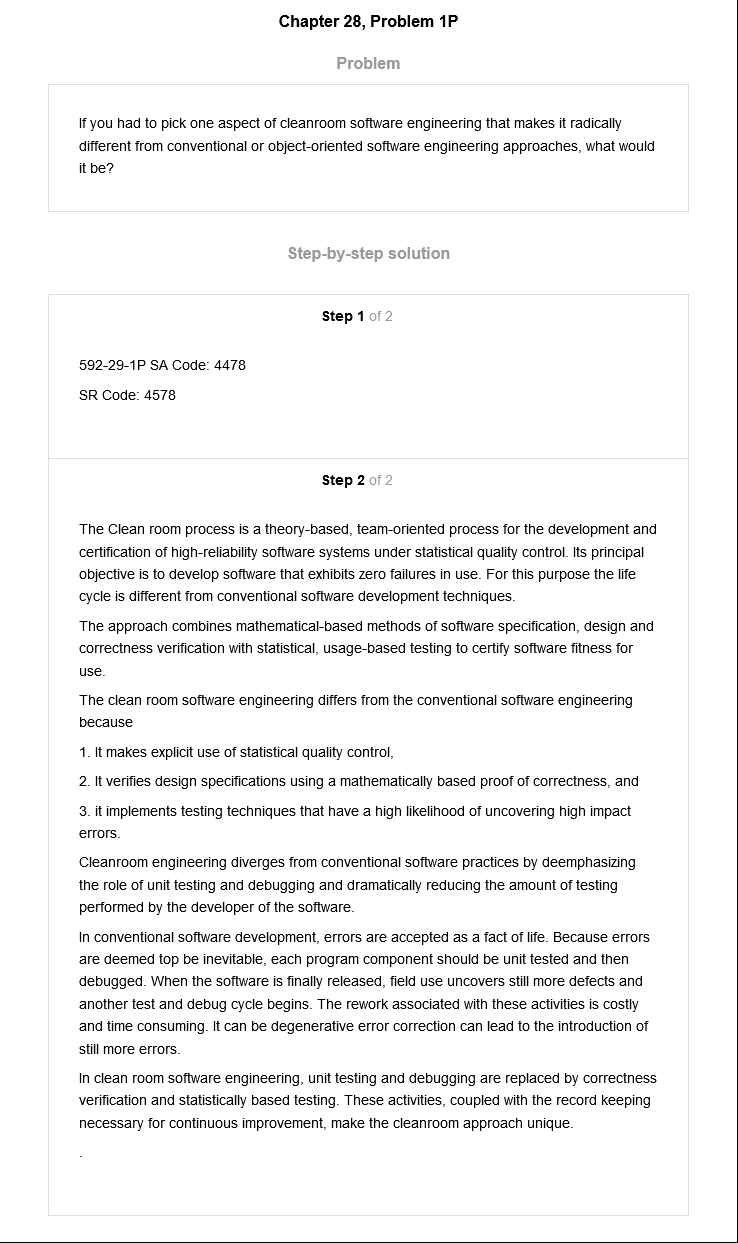 Chapter 28, Problem 1P
Problem
If you had to pick one aspect of cleanroom software engineering that makes it radically
different from conventional or object-oriented software engineering approaches, what would
it be?
Step-by-step solution
Step 1 of 2
592-29-1P SA Code: 4478
SR Code: 4578
Step 2 of 2
The Clean room process is a theory-based, team-oriented process for the development and
certification of high-reliability software systems under statistical quality control. Its principal
objective is to develop software that exhibits zero failures in use. For this purpose the life
cycle is different from conventional software development techniques.
The approach combines mathematical-based methods of software specification, design and
correctness verification with statistical, usage-based testing to certify software fitness for
use.
The clean room software engineering differs from the conventional software engineering
because
1. It makes explicit use of statistical quality control,
2. It verifies design specifications using a mathematically based proof of correctness, and
3. it implements testing techniques that have a high likelihood of uncovering high impact
errors.
Cleanroom engineering diverges from conventional software practices by deemphasizing
the role of unit testing and debugging and dramatically reducing the amount of testing
performed by the developer of the software.
In conventional software development, errors are accepted as a fact of life. Because errors
are deemed top be inevitable, each program component should be unit tested and then
debugged. When the software is finally released, field use uncovers still more defects and
another test and debug cycle begins. The rework associated with these activities is costly
and time consuming. It can be degenerative error correction can lead to the introduction of
still more errors.
In clean room software engineering, unit testing and debugging are replaced by correctness
verification and statistically based testing. These activities, coupled with the record keeping
necessary for continuous improvement, make the cleanroom approach unique.
.